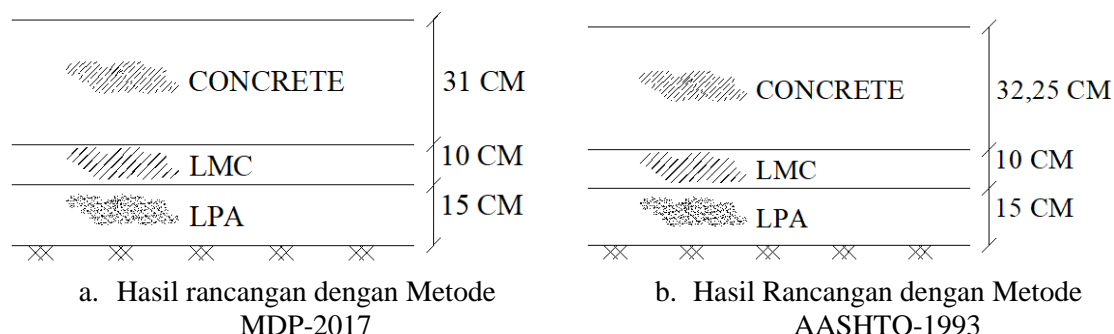 CONCRETE
31 CM
LMC
10 CM
LPA
15 CM
a. Hasil rancangan dengan Metode
MDP-2017
CONCRETE
32,25 CM
LMC
10 CM
LPA
15 CM
b. Hasil Rancangan dengan Metode
AASHTO-1993